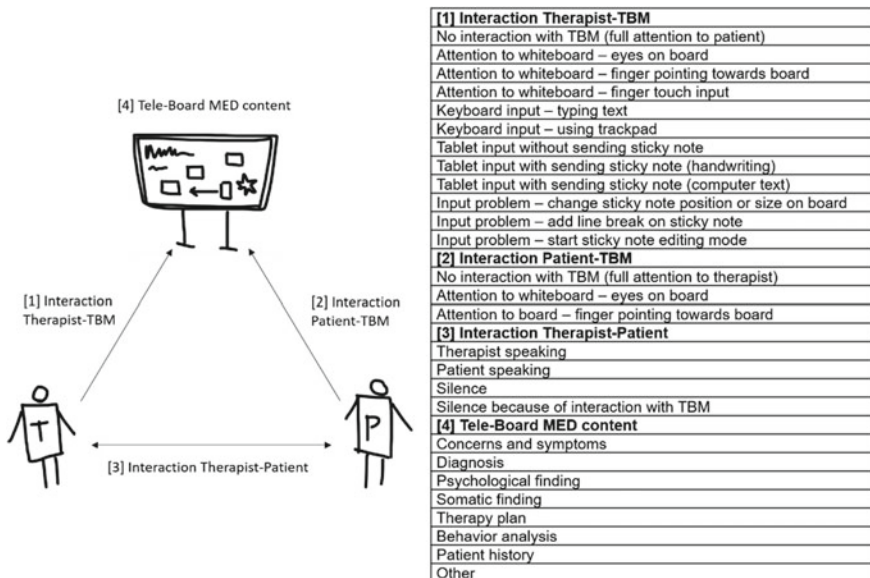 [4] Tele-Board MED content
[1] Interaction
Therapist-TBM
[2] Interaction
Patient-TBM
T
P
[3] Interaction Therapist-Patient
[1] Interaction Therapist-TBM
No interaction with TBM (full attention to patient)
Attention to whiteboard – eyes on board
Attention to whiteboard – finger pointing towards board
Attention to whiteboard – finger touch input
Keyboard input – typing text
Keyboard input – using trackpad
Tablet input without sending sticky note
Tablet input with sending sticky note (handwriting)
Tablet input with sending sticky note (computer text)
Input problem – change sticky note position or size on board
Input problem – add line break on sticky note
Input problem – start sticky note editing mode
[2] Interaction Patient-TBM
No interaction with TBM (full attention to therapist)
Attention to whiteboard – eyes on board
Attention to board – finger pointing towards board
[3] Interaction Therapist-Patient
Therapist speaking
Patient speaking
Silence
Silence because of interaction with TBM
[4] Tele-Board MED content
Concerns and symptoms
Diagnosis
Psychological finding
Somatic finding
Therapy plan
Behavior analysis
Patient history
Other